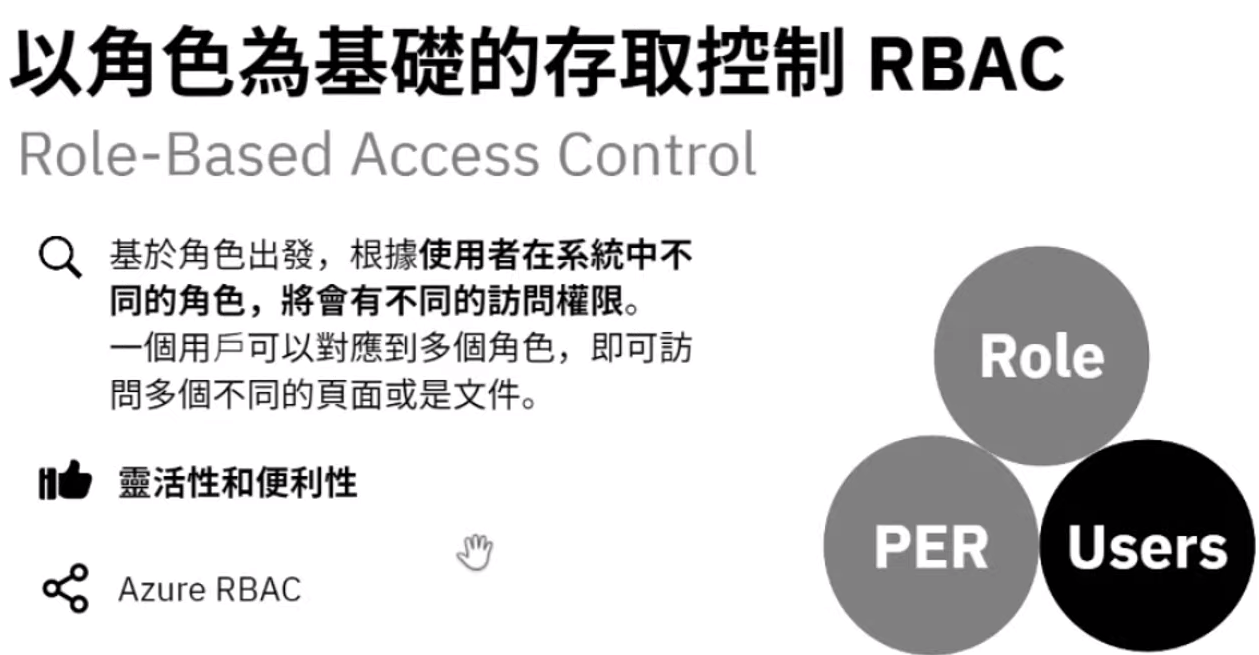 以角色為基礎的存取控制 RBAC
Role-Based Access Control
基於角色出發，根據使用者在系統中不
同的角色，將會有不同的訪問權限。
一個用戶可以對應到多個角色，即可訪
問多個不同的頁面或是文件。
靈活性和便利性
Azure RBAC
Role
PER
Users